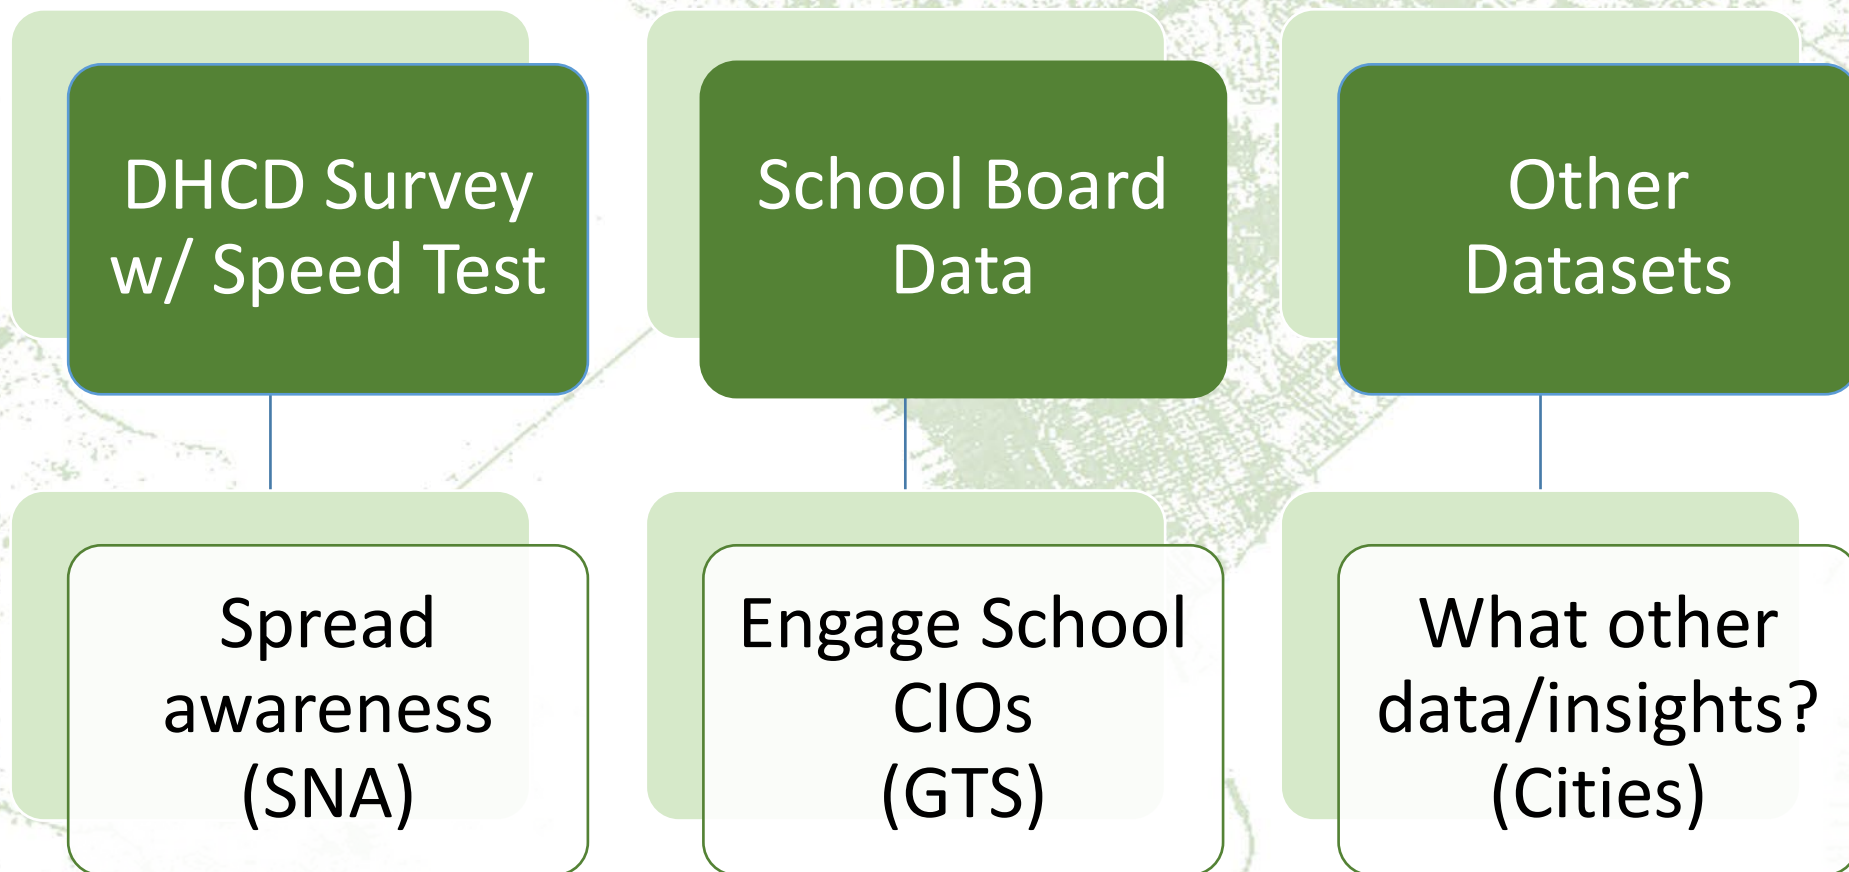 DHCD Survey
w/ Speed Test
School Board
Data
Other
Datasets
Spread
awareness
(SNA)
Engage School
CIOs
(GTS)
What other
data/insights?
(Cities)